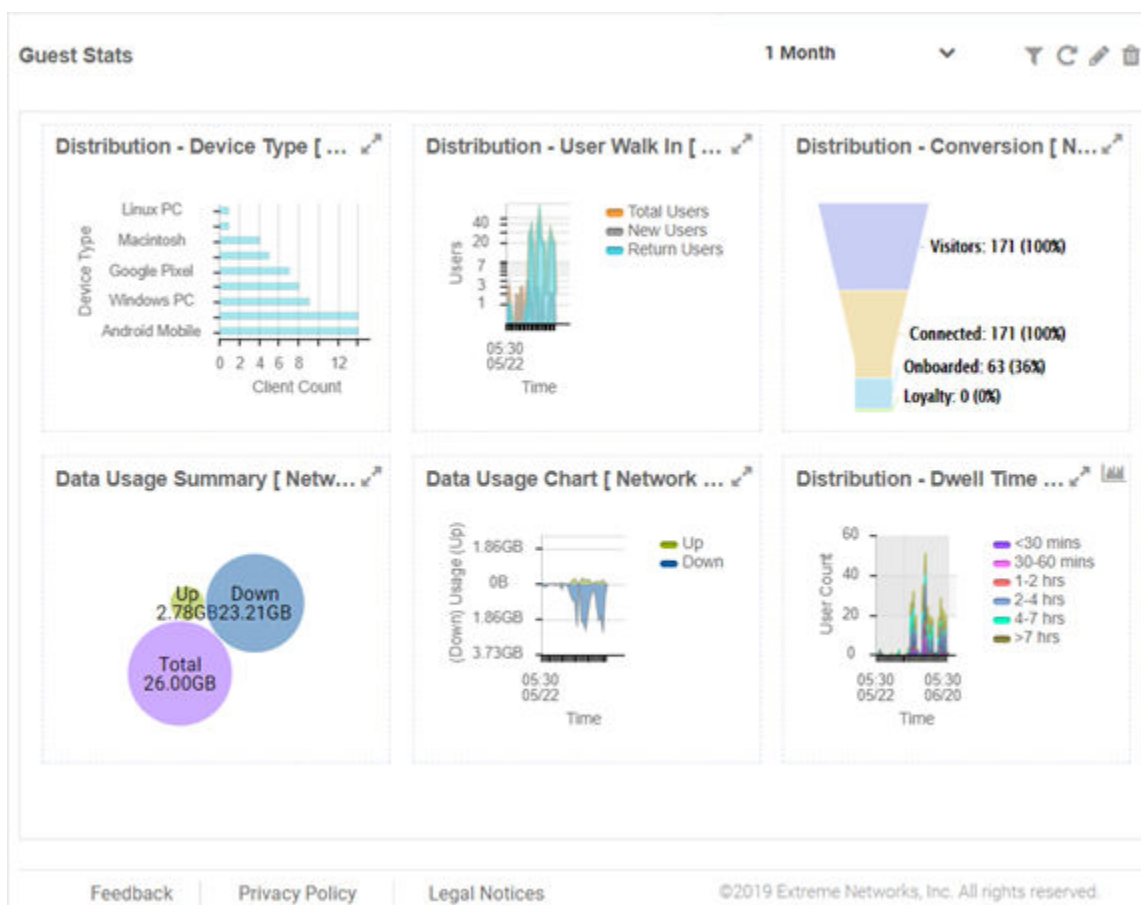 Guest Stats
1 Month
Distribution - Device Type [ ...
Linux PC
Macintosh
Google Pixel
Windows PC
Android Mobile
Device Type
0 2 4 6 8 12
Client Count
Distribution - User Walk In [ ...
40
20
7
3
1
Users
05:30
05/22
Time
Total Users
New Users
Return Users
Distribution - Conversion [ N...
Visitors: 171 (100%)
Connected: 171 (100%)
Onboarded: 63 (36%)
Loyalty: 0 (0%)
Data Usage Summary [ Netw...
Up
2.78GB
Down
23.21GB
Total
26.00GB
Data Usage Chart [ Network ...
(Down) Usage (Up)
1.86GB
0B
1.86GB
3.73GB
05:30
05/22
Time
Up
Down
Distribution - Dwell Time ...
User Count
60
40
20
0
05:30
05/22
05:30
06/20
Time
<30 mins
30-60 mins
1-2 hrs
2-4 hrs
4-7 hrs
>7 hrs
Feedback
Privacy Policy
Legal Notices
©2019 Extreme Networks, Inc. All rights reserved.